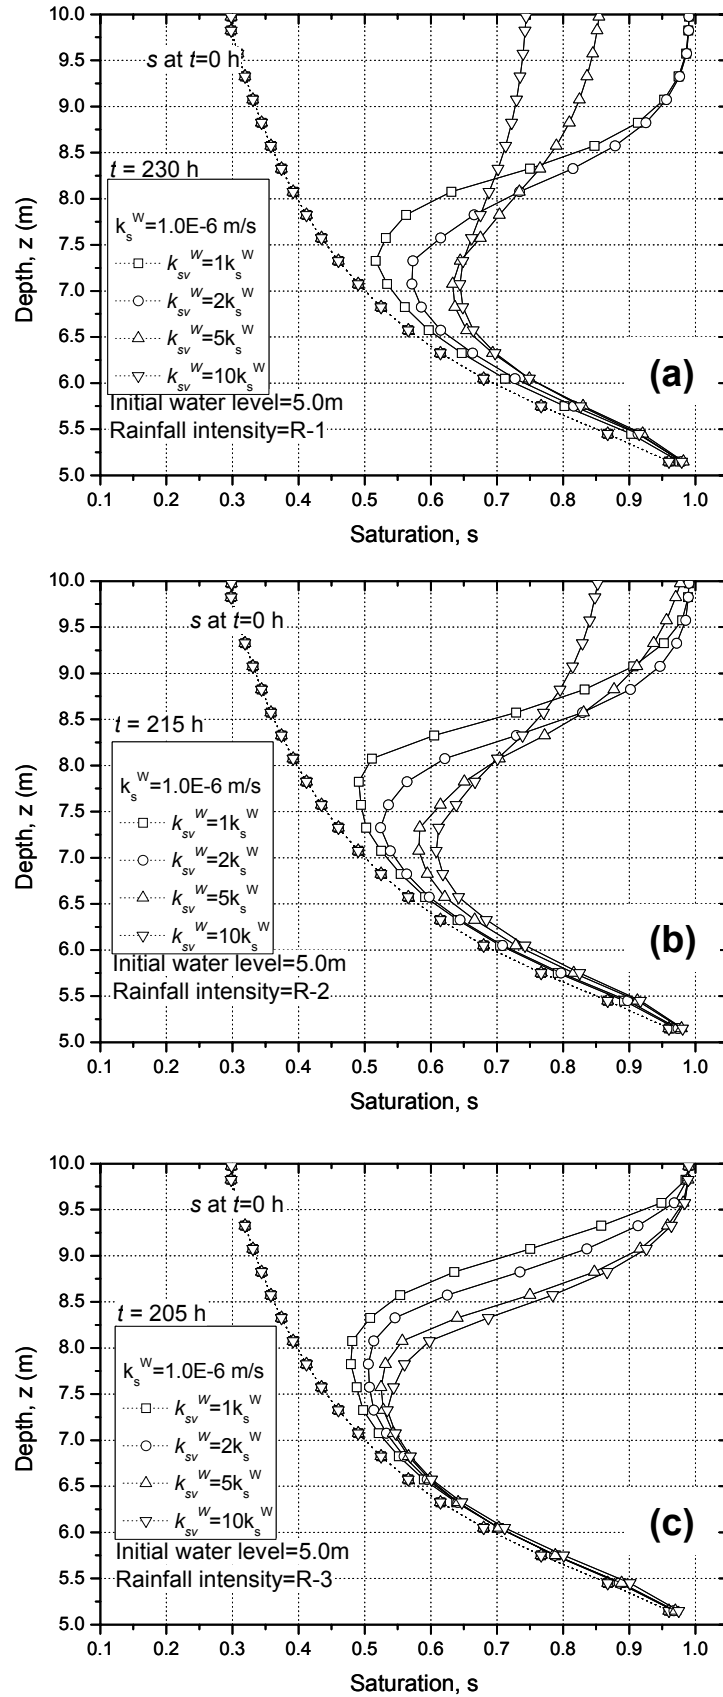 10.0
9.5
9.0
8.5
8.0
7.5
7.0
6.5
6.0
5.5
5.0
Depth, z (m)
s at t=0 h
t = 230 h
k_s^W=1.0E-6 m/s
k_sv^W=1k_s^W
k_sv^W=2k_s^W
k_sv^W=5k_s^W
k_sv^W=10k_s^W
Initial water level=5.0m
Rainfall intensity=R-1
(a)
0.1 0.2 0.3 0.4 0.5 0.6 0.7 0.8 0.9 1.0
Saturation, s
10.0
9.5
9.0
8.5
8.0
7.5
7.0
6.5
6.0
5.5
5.0
Depth, z (m)
s at t=0 h
t = 215 h
k_s^W=1.0E-6 m/s
k_sv^W=1k_s^W
k_sv^W=2k_s^W
k_sv^W=5k_s^W
k_sv^W=10k_s^W
Initial water level=5.0m
Rainfall intensity=R-2
(b)
0.1 0.2 0.3 0.4 0.5 0.6 0.7 0.8 0.9 1.0
Saturation, s
10.0
9.5
9.0
8.5
8.0
7.5
7.0
6.5
6.0
5.5
5.0
Depth, z (m)
s at t=0 h
t = 205 h
k_s^W=1.0E-6 m/s
k_sv^W=1k_s^W
k_sv^W=2k_s^W
k_sv^W=5k_s^W
k_sv^W=10k_s^W
Initial water level=5.0m
Rainfall intensity=R-3
(c)
0.1 0.2 0.3 0.4 0.5 0.6 0.7 0.8 0.9 1.0
Saturation, s